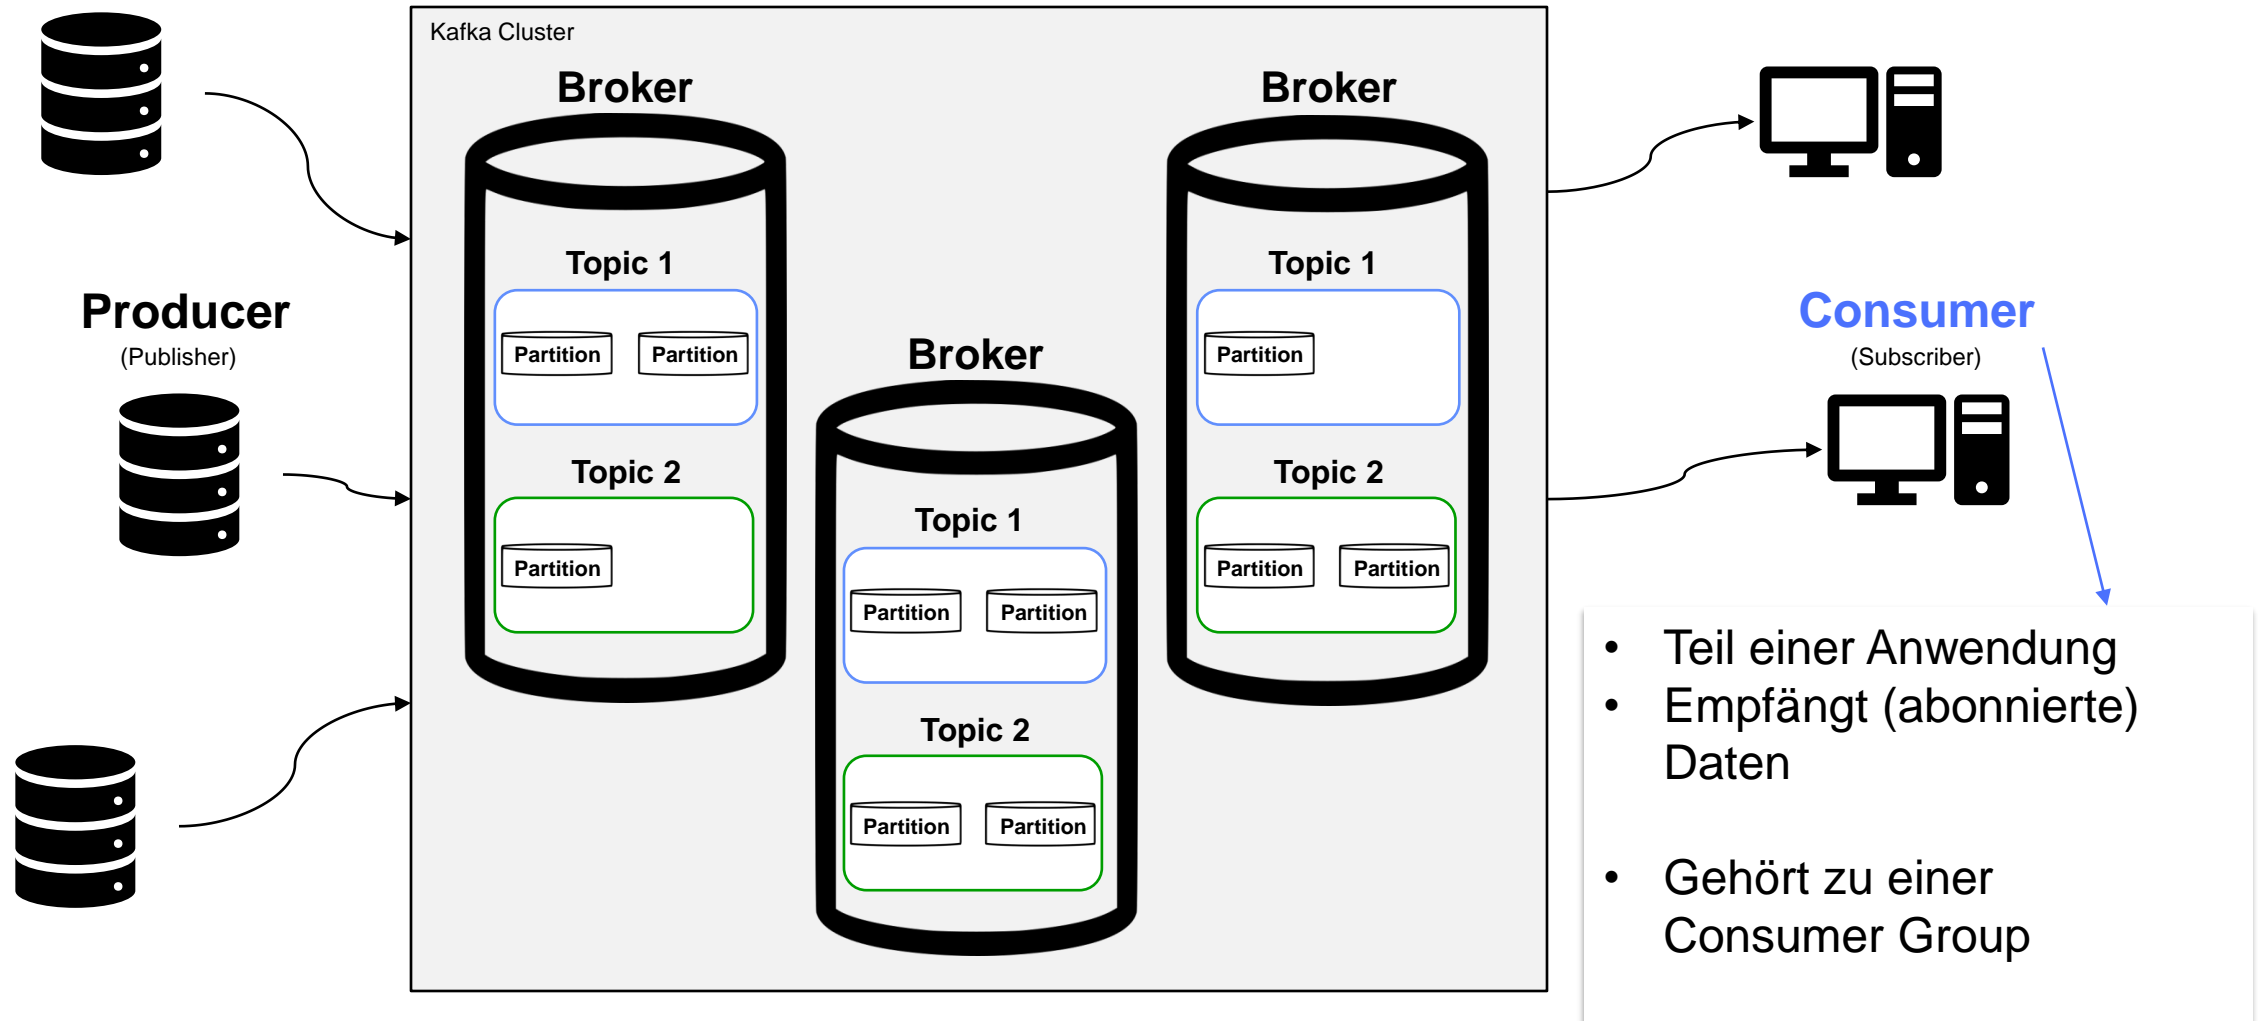 Kafka Cluster
Producer
(Publisher)
Broker
Topic 1
Partition Partition
Topic 2
Partition
Broker
Topic 1
Partition Partition
Topic 2
Partition Partition
Broker
Topic 1
Partition
Topic 2
Partition Partition
Consumer
(Subscriber)
• Teil einer Anwendung
• Empfängt (abonnierte)
Daten
• Gehört zu einer
Consumer Group